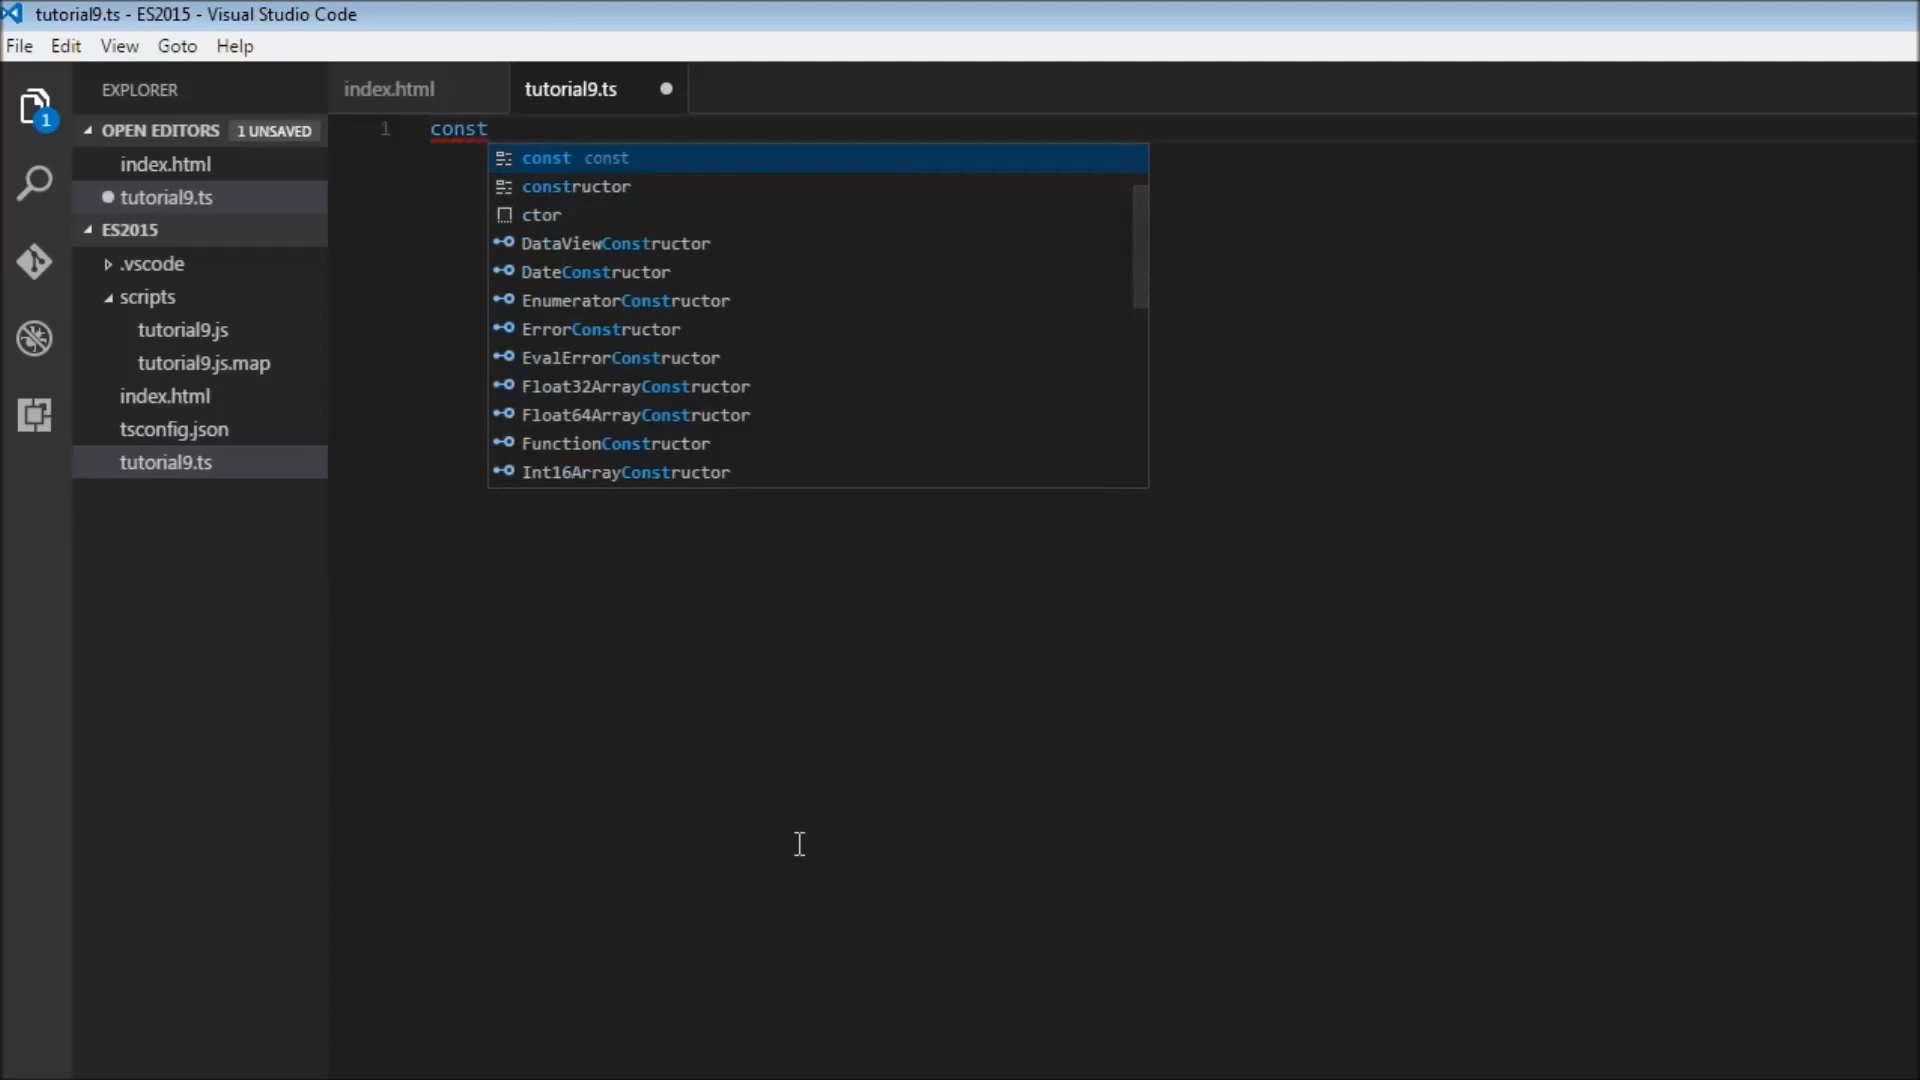 tutorial9.ts - ES2015 - Visual Studio Code
File Edit View Goto Help
EXPLORER
index.html
tutorial9.ts
1
OPEN EDITORS 1 UNSAVED
index.html
tutorial9.ts
ES2015
.vscode
scripts
tutorial9.js
tutorial9.js.map
index.html
tsconfig.json
tutorial9.ts
1 const
const const
constructor
ctor
DataViewConstructor
DateConstructor
EnumeratorConstructor
ErrorConstructor
EvalErrorConstructor
Float32ArrayConstructor
Float64ArrayConstructor
FunctionConstructor
Int16ArrayConstructor